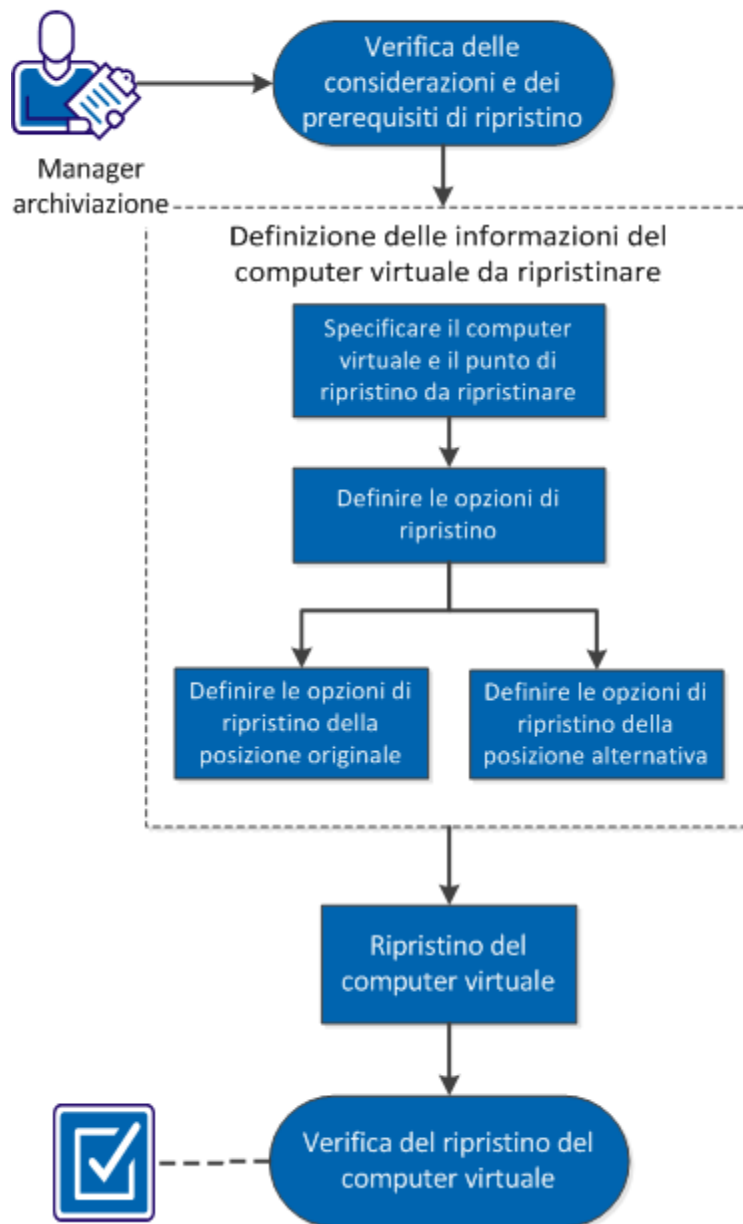 Verifica delle
considerazioni e dei
prerequisiti di ripristino
Manager
archiviazione
Definizione delle informazioni del
computer virtuale da ripristinare
Specificare il computer
virtuale e il punto di
ripristino da ripristinare
Definire le opzioni di
ripristino
Definire le opzioni di
ripristino della
posizione originale
Definire le opzioni di
ripristino della
posizione alternativa
Ripristino del
computer virtuale
Verifica del ripristino del
computer virtuale